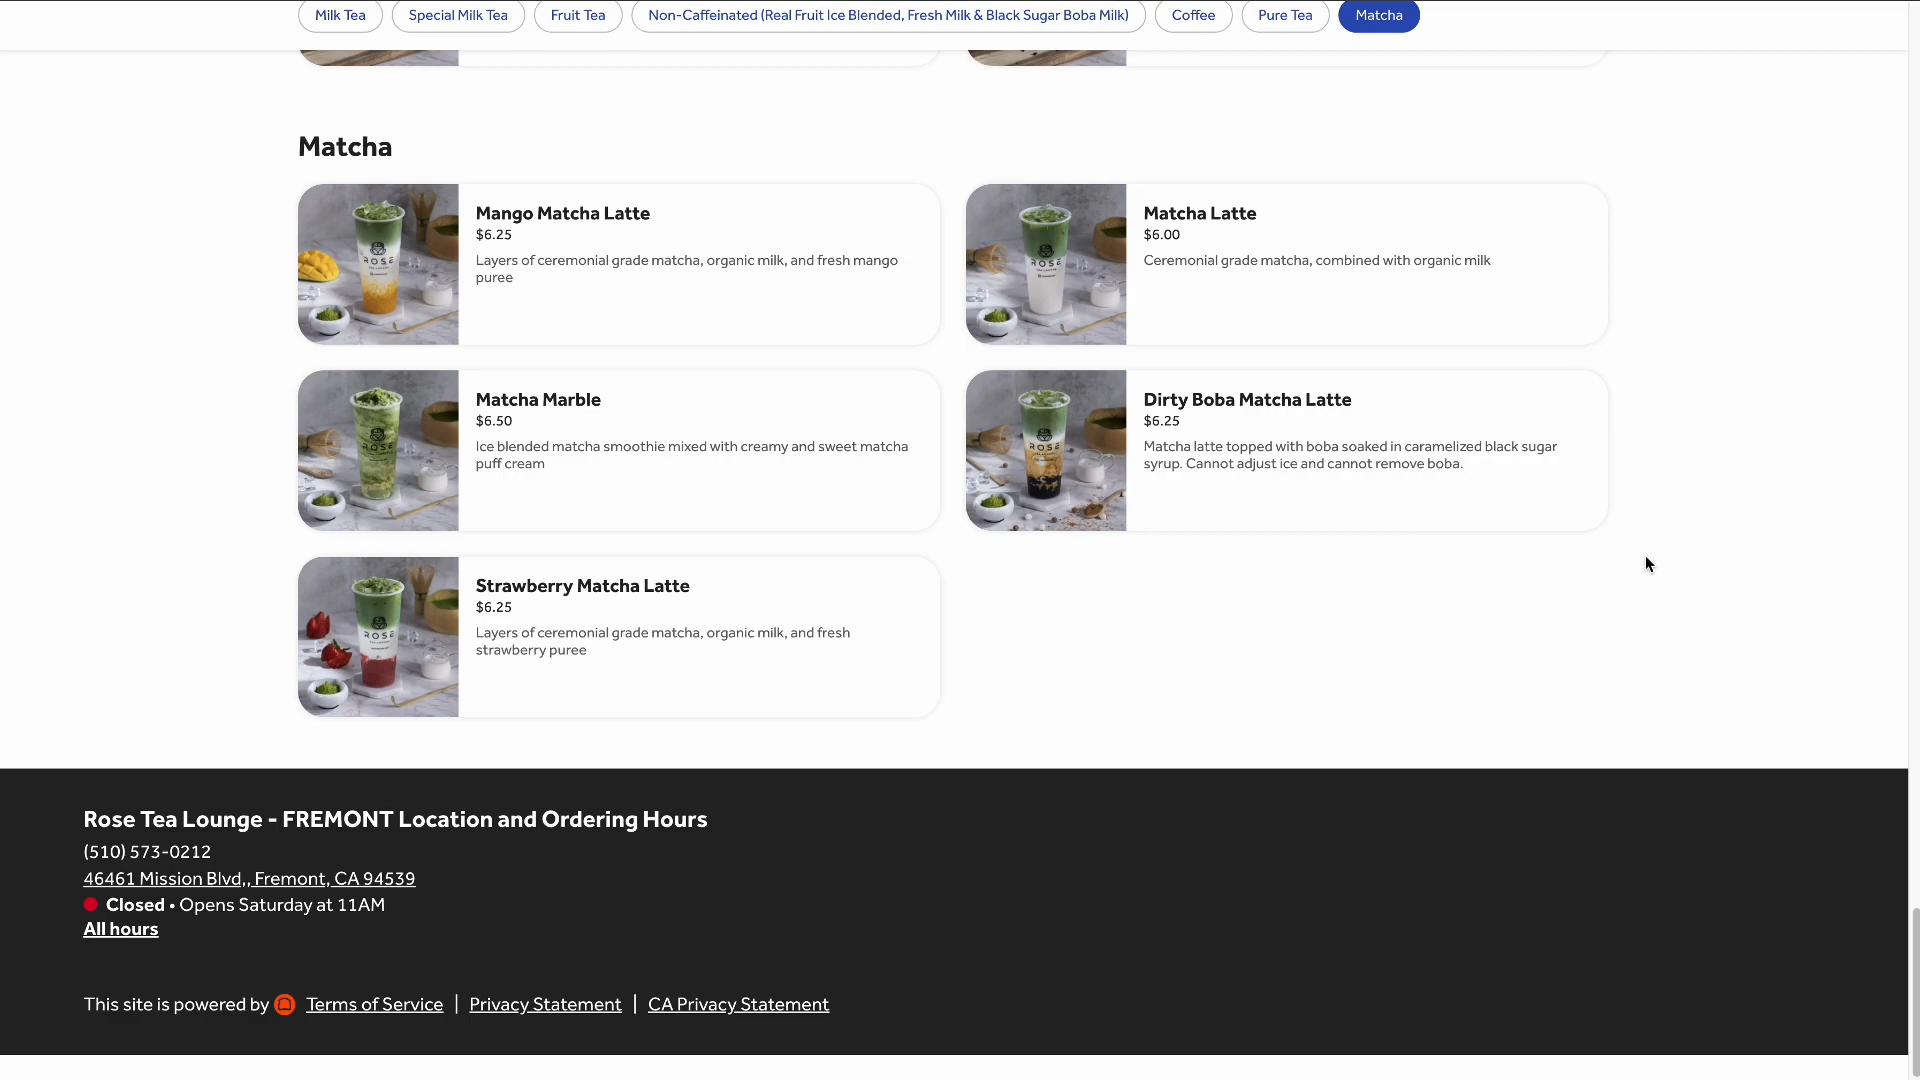 Milk Tea
Special Milk Tea
Fruit Tea
Non-Caffeinated (Real Fruit Ice Blended, Fresh Milk & Black Sugar Boba Milk)
Coffee
Pure Tea
Matcha
Matcha
Mango Matcha Latte
$6.25
Layers of ceremonial grade matcha, organic milk, and fresh mango
puree
ROSE
Matcha Latte
$6.00
Ceremonial grade matcha, combined with organic milk
ROSE
Matcha Marble
$6.50
Ice blended matcha smoothie mixed with creamy and sweet matcha
puff cream
ROSE
Dirty Boba Matcha Latte
$6.25
Matcha latte topped with boba soaked in caramelized black sugar
syrup. Cannot adjust ice and cannot remove boba.
ROSE
Strawberry Matcha Latte
$6.25
Layers of ceremonial grade matcha, organic milk, and fresh
strawberry puree
ROSE
Rose Tea Lounge - FREMONT Location and Ordering Hours
(510) 573-0212
46461 Mission Blvd,, Fremont, CA 94539
Closed • Opens Saturday at 11AM
All hours
This site is powered by Terms of Service | Privacy Statement | CA Privacy Statement